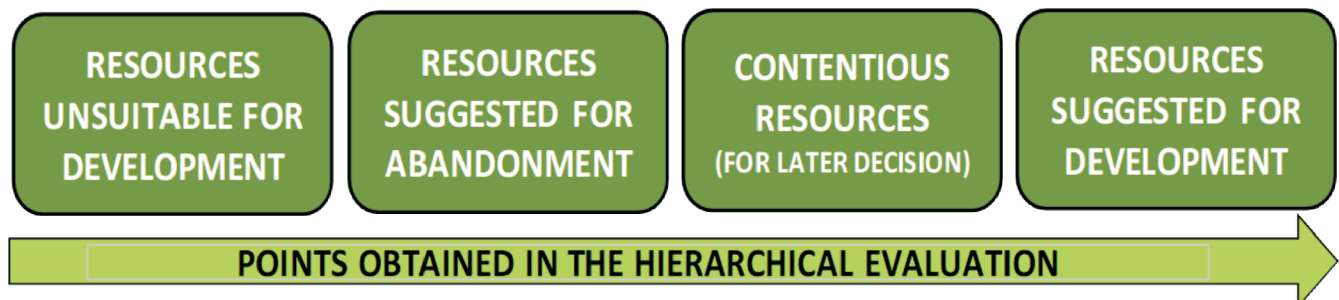 RESOURCES
UNSUITABLE FOR
DEVELOPMENT
RESOURCES
SUGGESTED FOR
ABANDONMENT
CONTENTIOUS
RESOURCES
(FOR LATER DECISION)
RESOURCES
SUGGESTED FOR
DEVELOPMENT
POINTS OBTAINED IN THE HIERARCHICAL EVALUATION